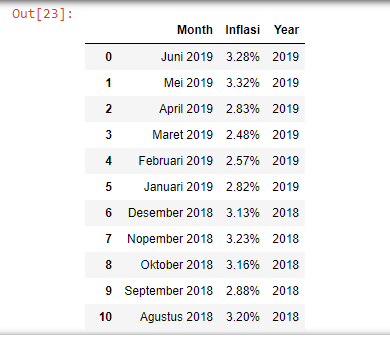 Out[23]:
Month Inflasi Year
0 Juni 2019 3.28% 2019
1 Mei 2019 3.32% 2019
2 April 2019 2.83% 2019
3 Maret 2019 2.48% 2019
4 Februari 2019 2.57% 2019
5 Januari 2019 2.82% 2019
6 Desember 2018 3.13% 2018
7 Nopember 2018 3.23% 2018
8 Oktober 2018 3.16% 2018
9 September 2018 2.88% 2018
10 Agustus 2018 3.20% 2018